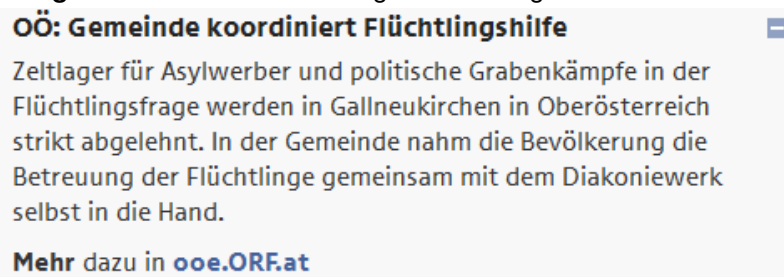 OÖ: Gemeinde koordiniert Flüchtlingshilfe
Zeltlager für Asylwerber und politische Grabenkämpfe in der
Flüchtlingsfrage werden in Gallneukirchen in Oberösterreich
strikt abgelehnt. In der Gemeinde nahm die Bevölkerung die
Betreuung der Flüchtlinge gemeinsam mit dem Diakoniewerk
selbst in die Hand.
Mehr dazu in ooe.ORF.at